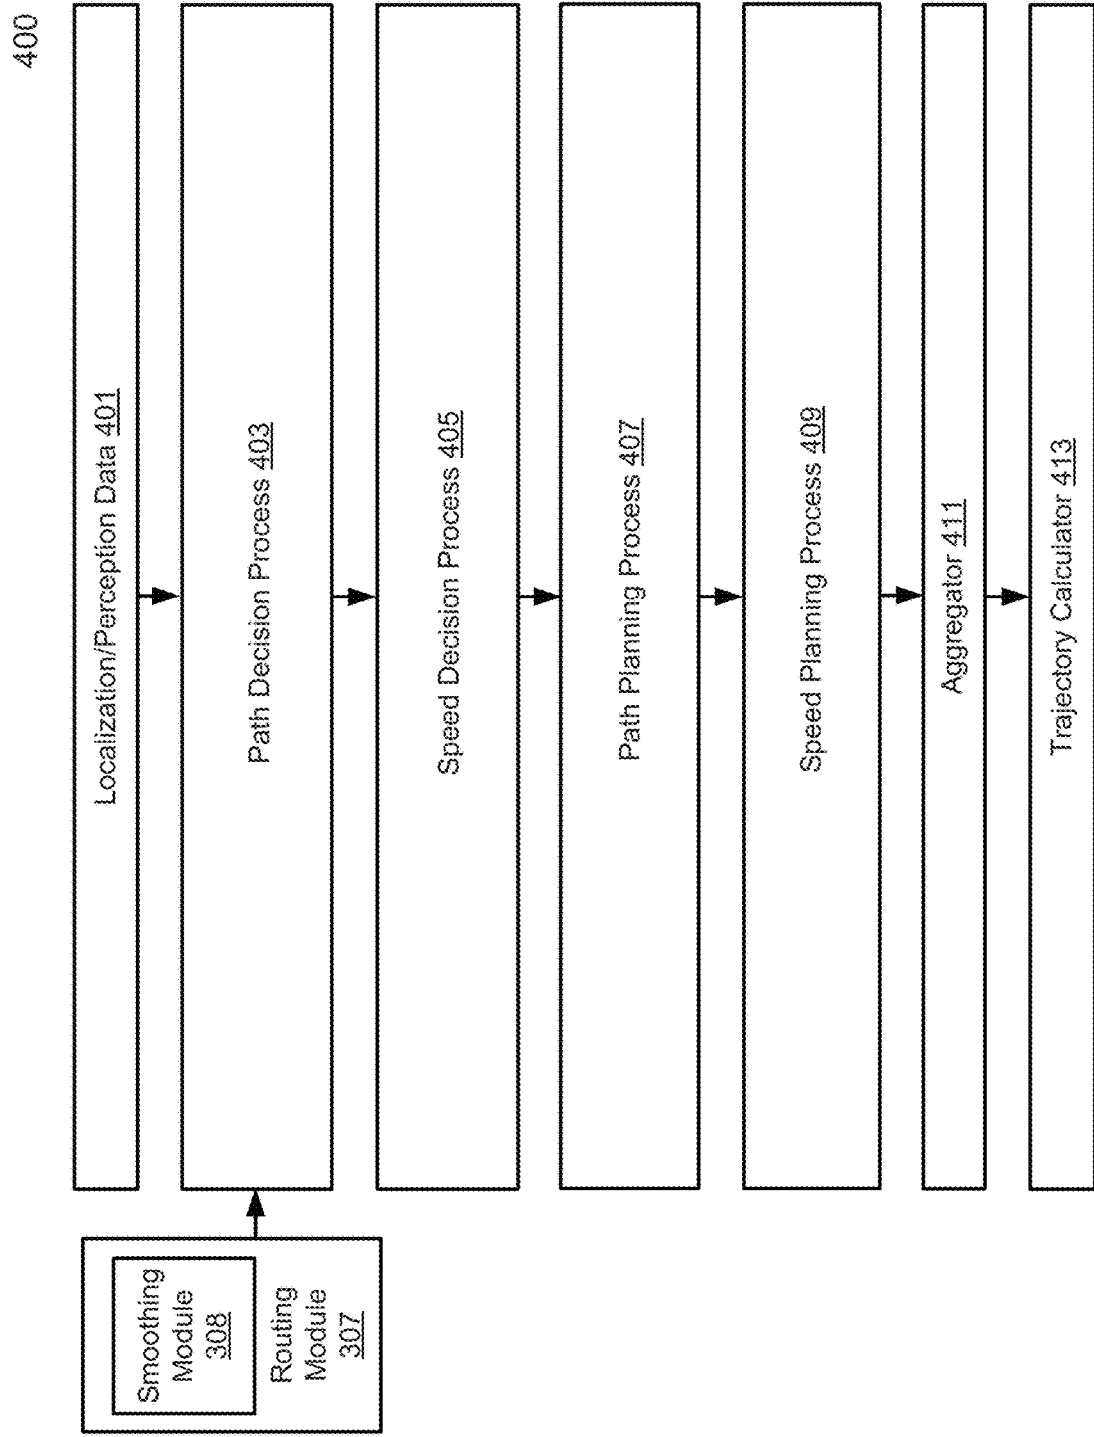 400
Localization/Perception Data 401
Path Decision Process 403
Speed Decision Process 405
Path Planning Process 407
Speed Planning Process 409
Aggregator 411
Trajectory Calculator 413
Smoothing
Module
308
Routing
Module
307